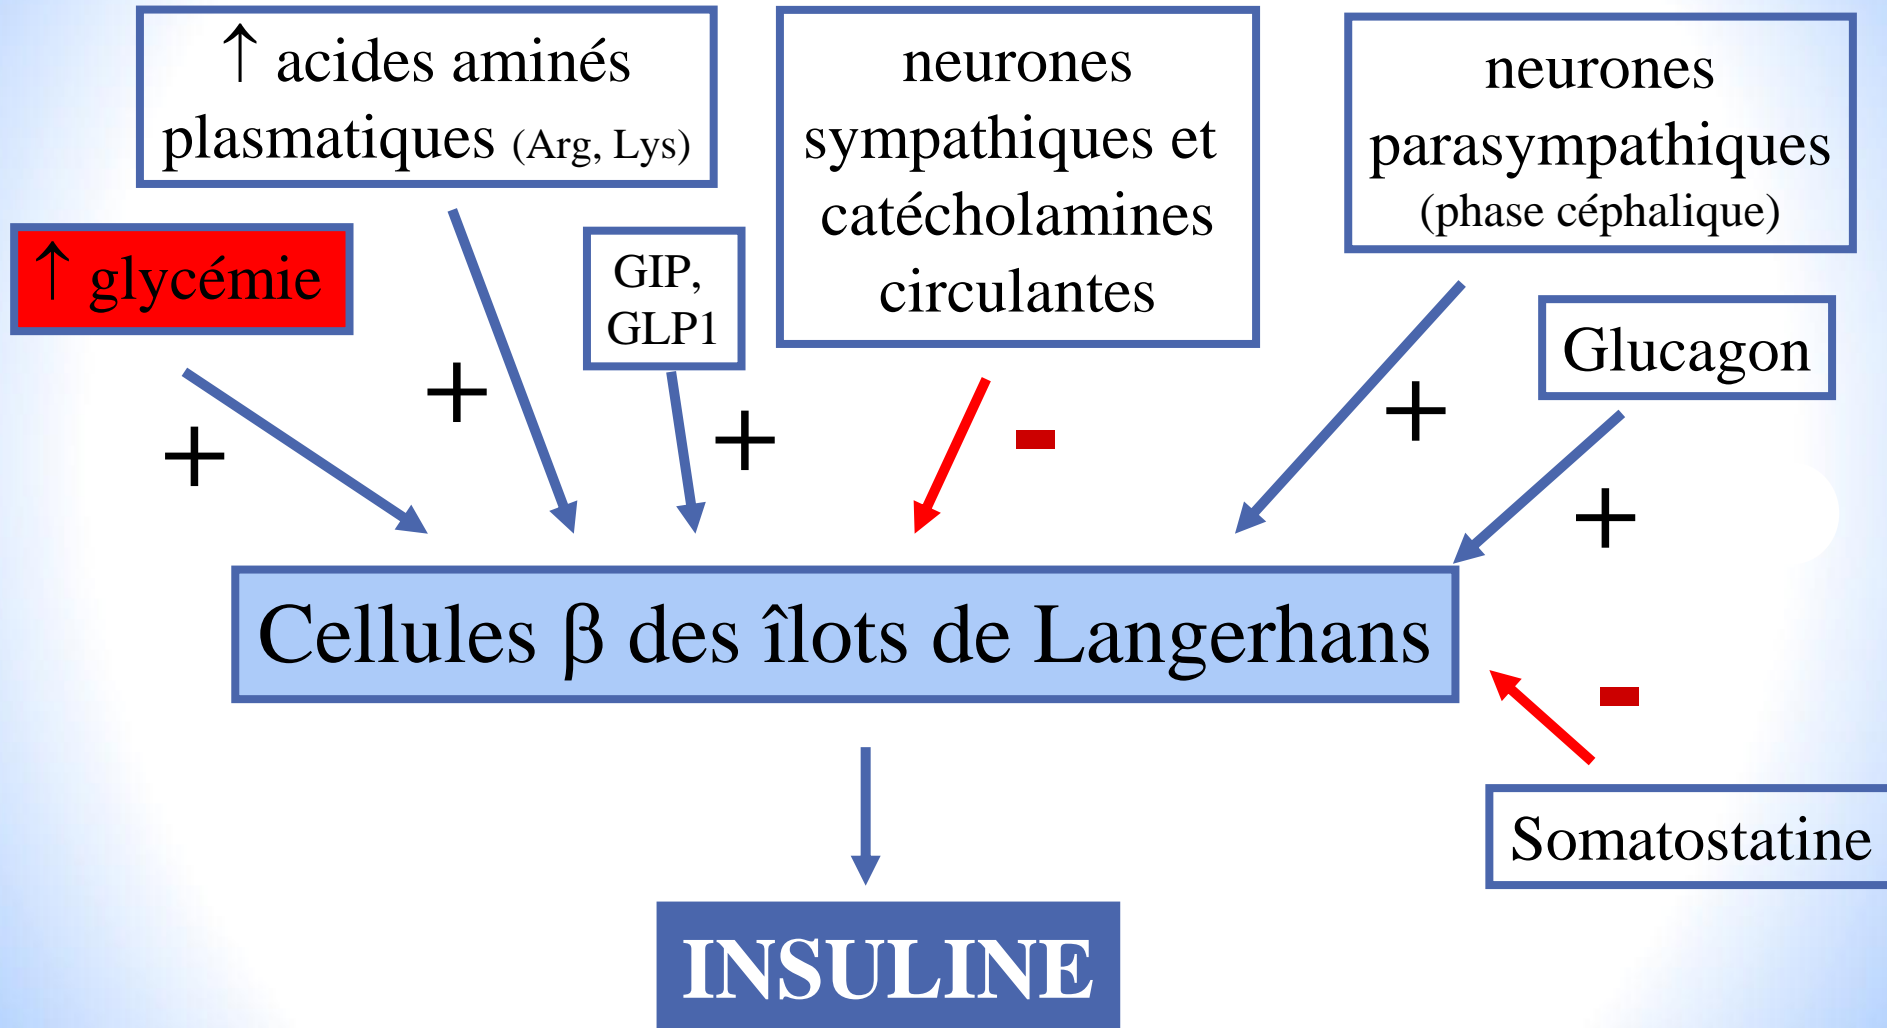 ↑ acides aminés
plasmatiques (Arg, Lys)
neurones
sympathiques et
catécholamines
circulantes
neurones
parasympathiques
(phase céphalique)
↑ glycémie
GIP,
GLP1
Glucagon
+
+
+
-
+
+
Cellules β des îlots de Langerhans
-
Somatostatine
INSULINE